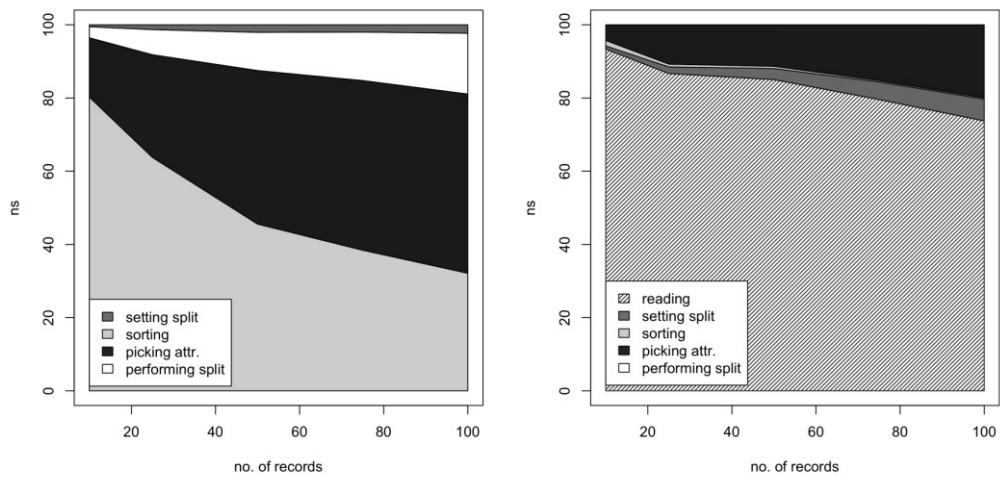 100
80
60
40
20
0
ns
setting split
sorting
picking attr.
performing split
20 40 60 80 100
no. of records
100
80
60
40
20
0
ns
reading
setting split
sorting
picking attr.
performing split
20 40 60 80 100
no. of records